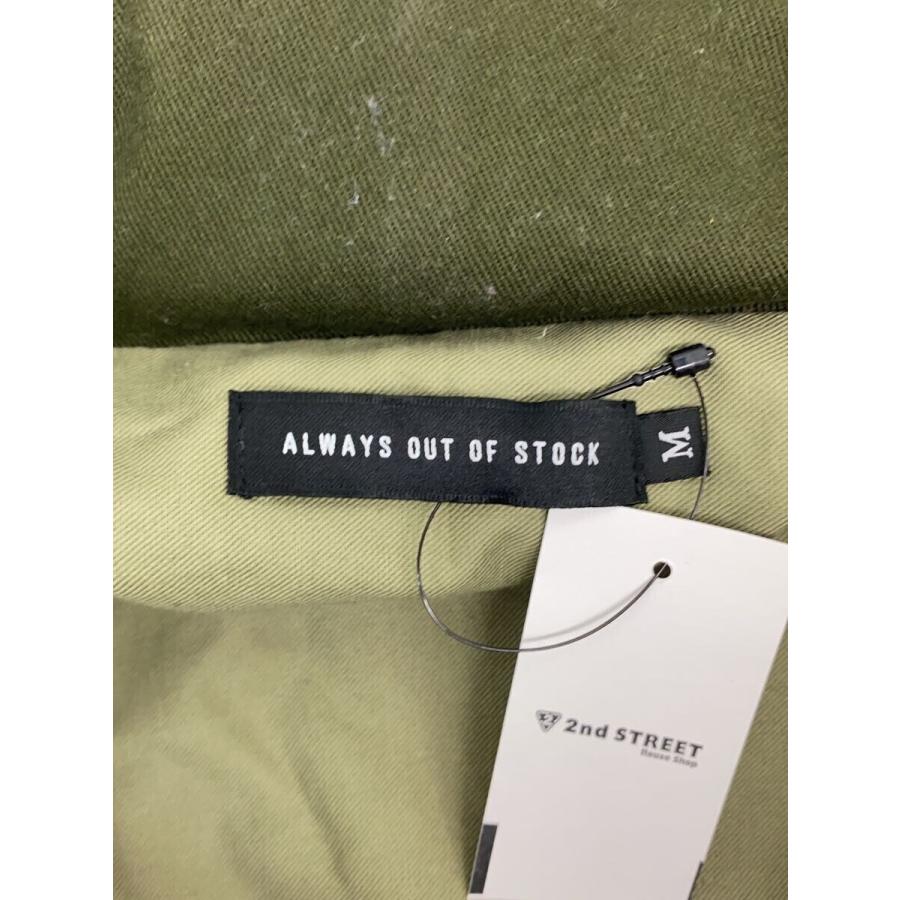 ALWAYS OUT OF STOCK
M
2nd STREET
Reuse Shop